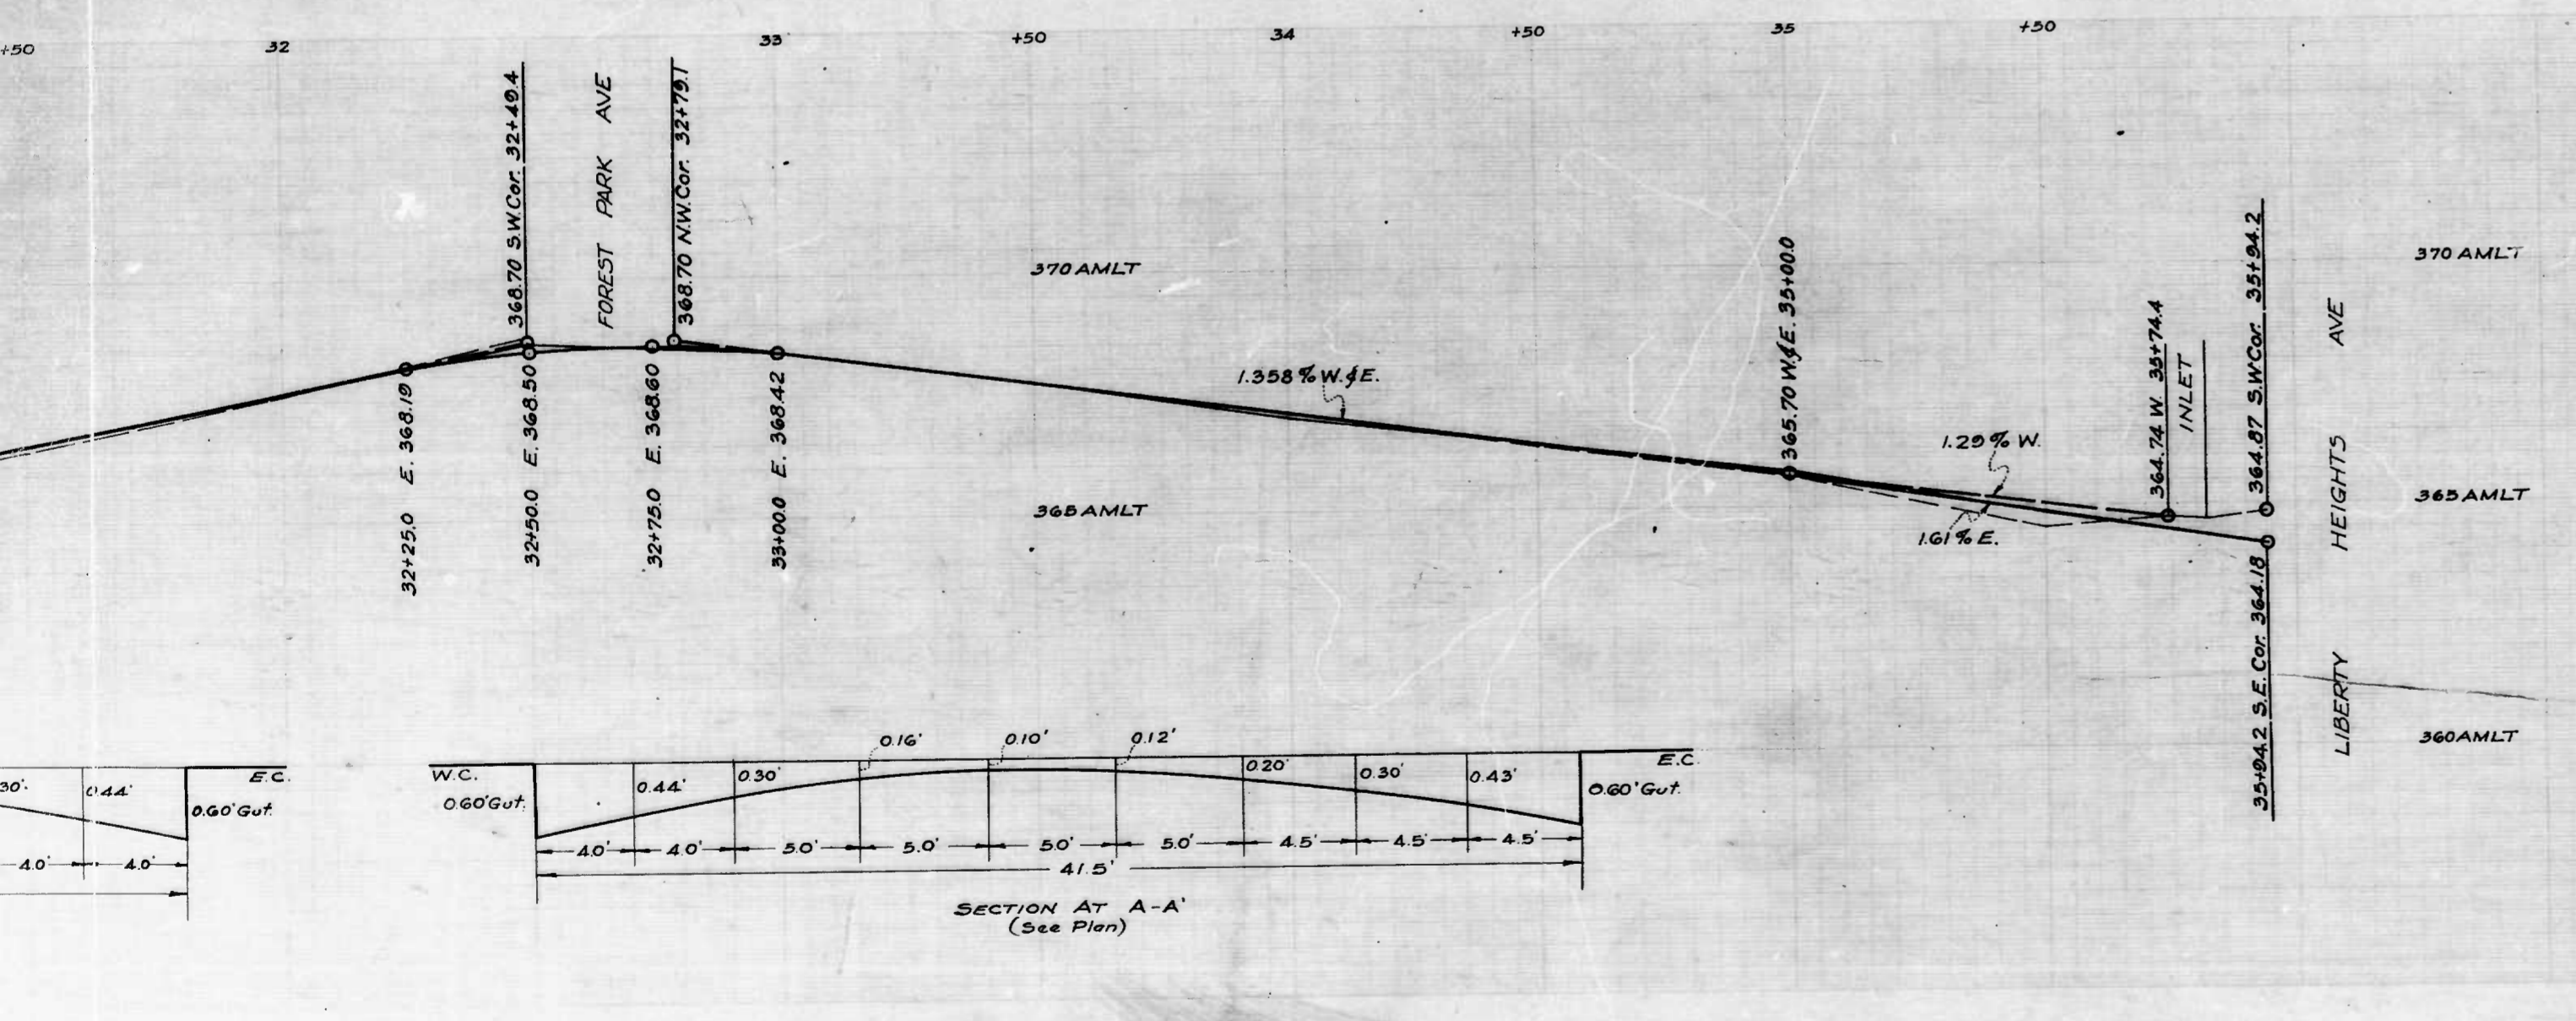 +50 32 33 +50 34 +50 35 +50
368.70 S.W.Cor. 32+49.4
FOREST PARK AVE
368.70 N.W.Cor. 32+79.1
370 AMLT
365.70 W.&E. 35+00.0
364.74 W. 35+74.4
INLET
364.87 S.W.Cor. 35+94.2
LIBERTY HEIGHTS AVE
370 AMLT
32+25.0 E. 368.19
32+50.0 E. 368.50
32+75.0 E. 368.60
33+00.0 E. 368.42
1.358% W.&E.
1.29% W.
1.61% E.
365 AMLT
365 AMLT
35+94.2 S.E.Cor. 364.18
360 AMLT
30' 0.44' E.C.
0.60' Gut.
4.0' 4.0'
W.C.
0.60' Gut.
0.44' 0.30' 0.16' 0.10' 0.12' 0.20' 0.30' 0.43'
E.C.
0.60' Gut.
4.0' 4.0' 5.0' 5.0' 5.0' 5.0' 4.5' 4.5' 4.5'
41.5'
SECTION AT A-A'
(See Plan)